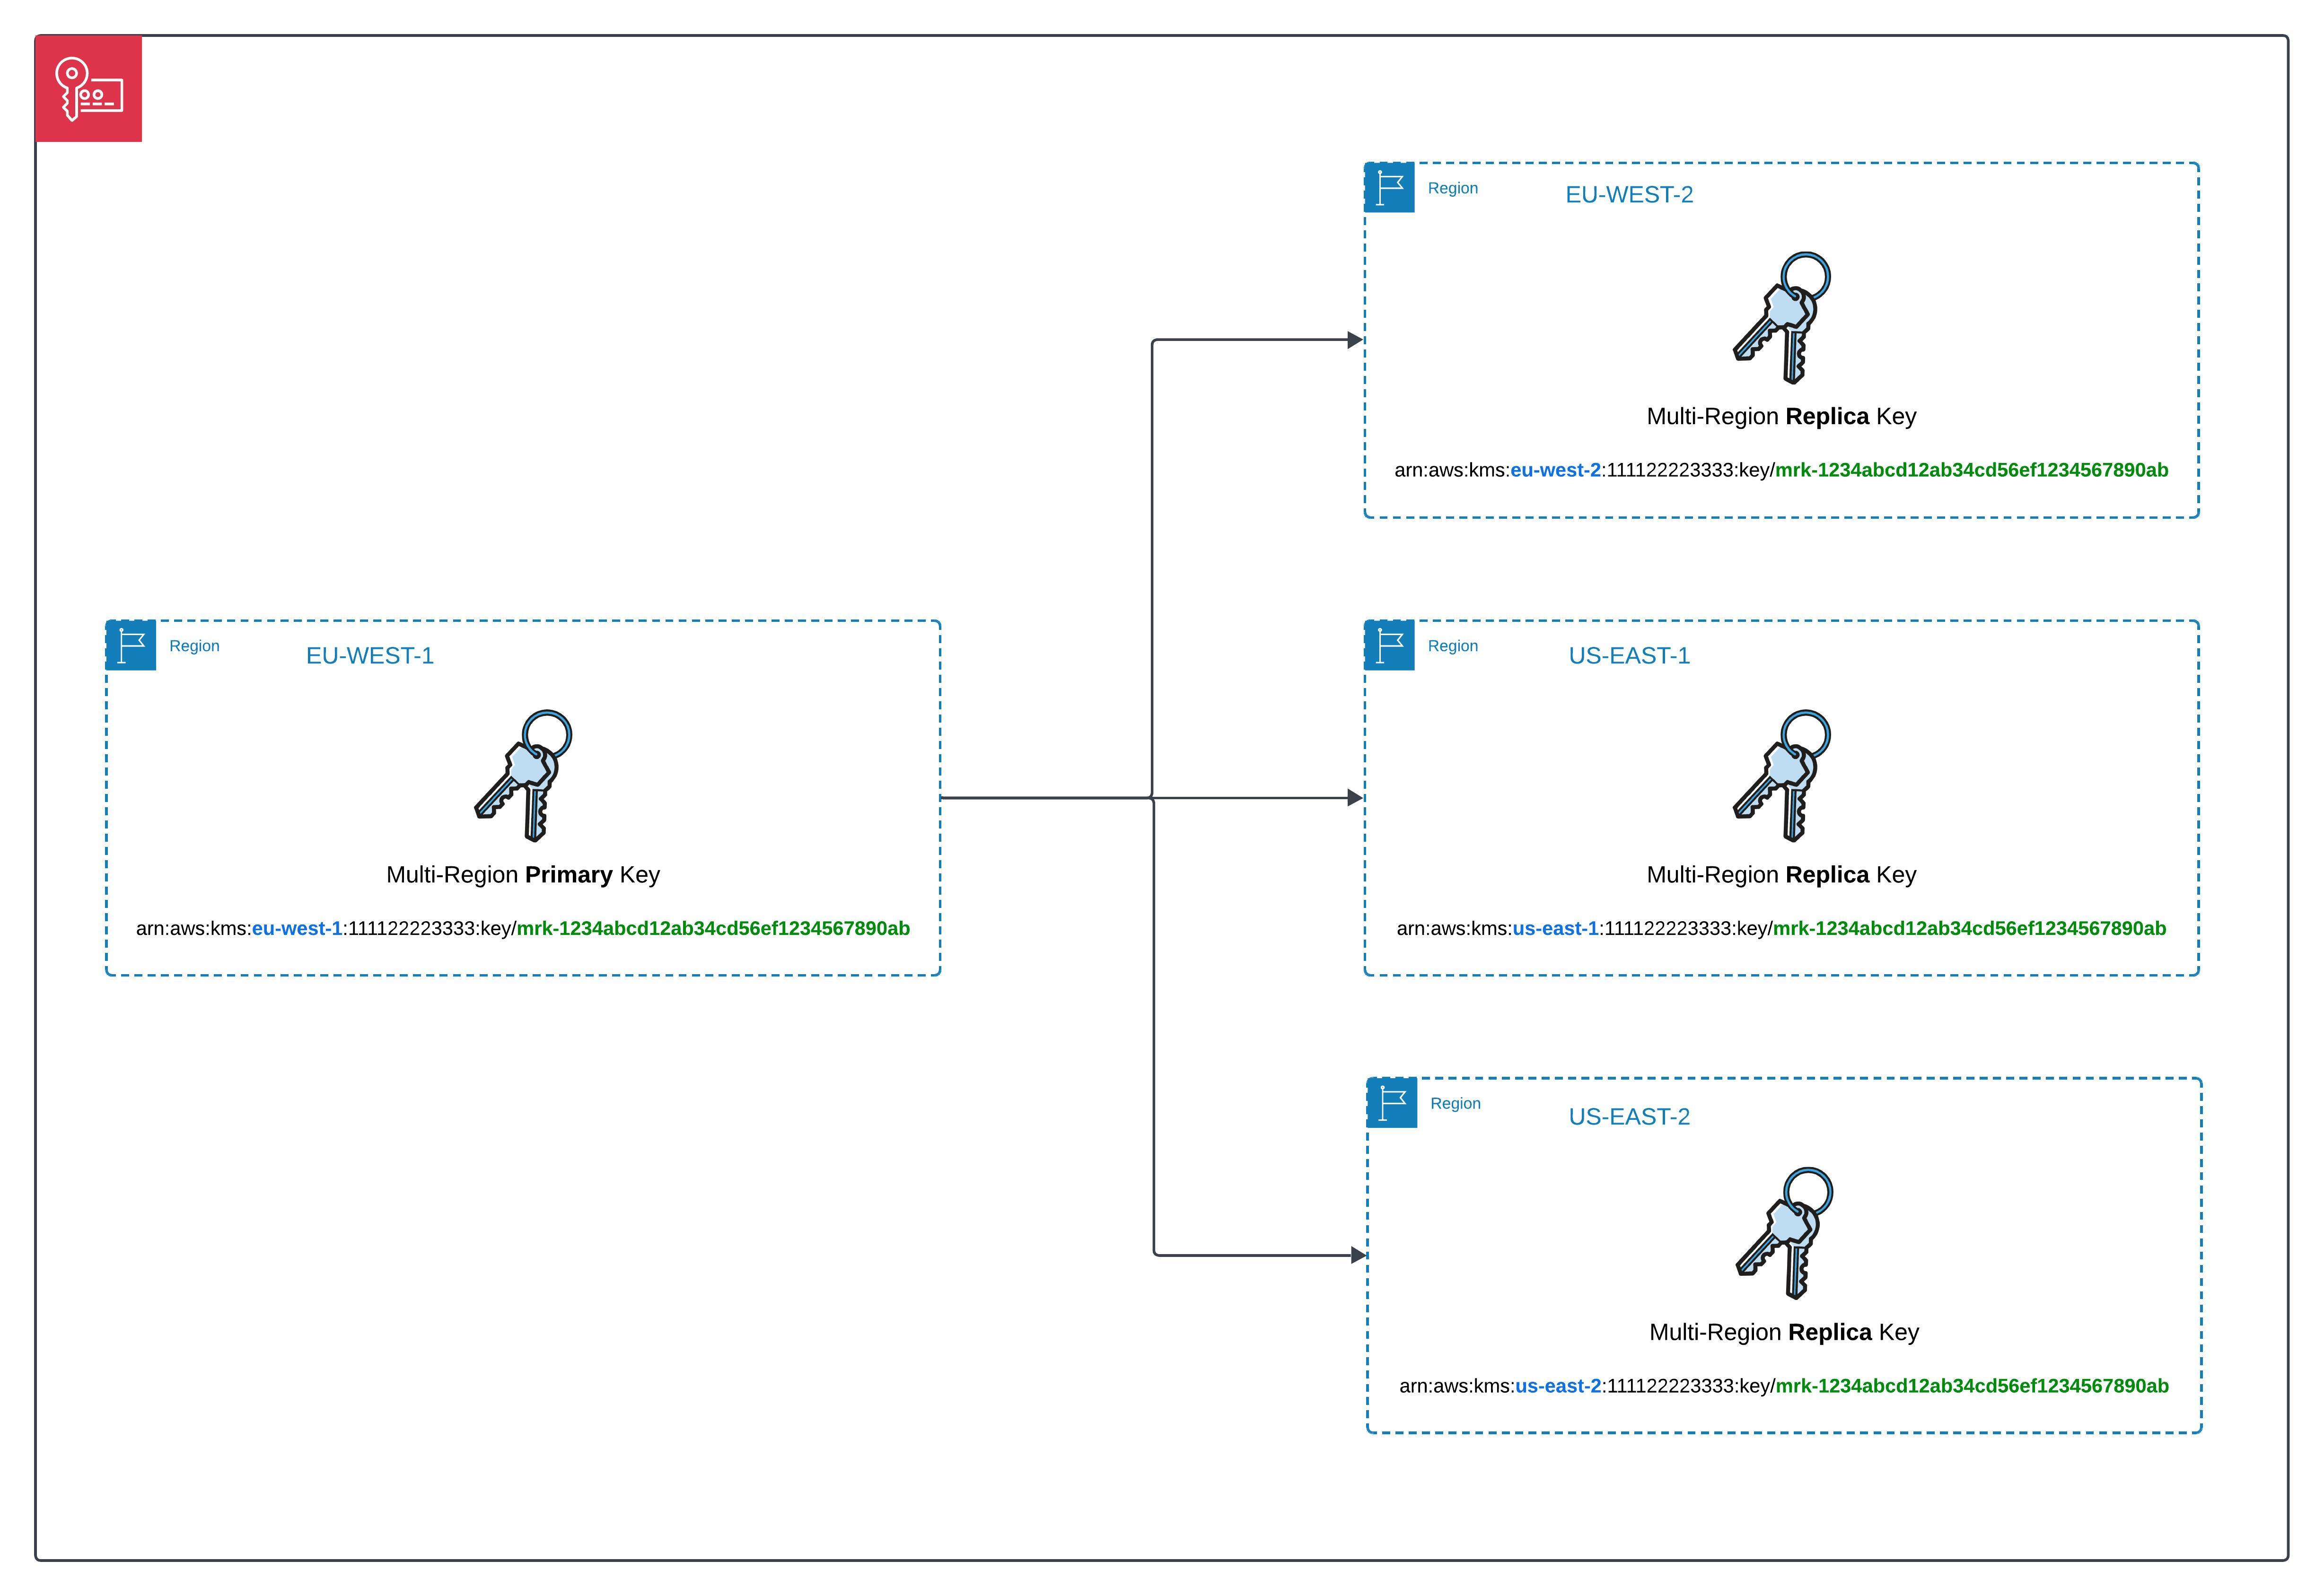 Region
EU-WEST-2
Multi-Region Replica Key
arn:aws:kms:eu-west-2:111122223333:key/mrk-1234abcd12ab34cd56ef1234567890ab
Region
EU-WEST-1
Multi-Region Primary Key
arn:aws:kms:eu-west-1:111122223333:key/mrk-1234abcd12ab34cd56ef1234567890ab
Region
US-EAST-1
Multi-Region Replica Key
arn:aws:kms:us-east-1:111122223333:key/mrk-1234abcd12ab34cd56ef1234567890ab
Region
US-EAST-2
Multi-Region Replica Key
arn:aws:kms:us-east-2:111122223333:key/mrk-1234abcd12ab34cd56ef1234567890ab